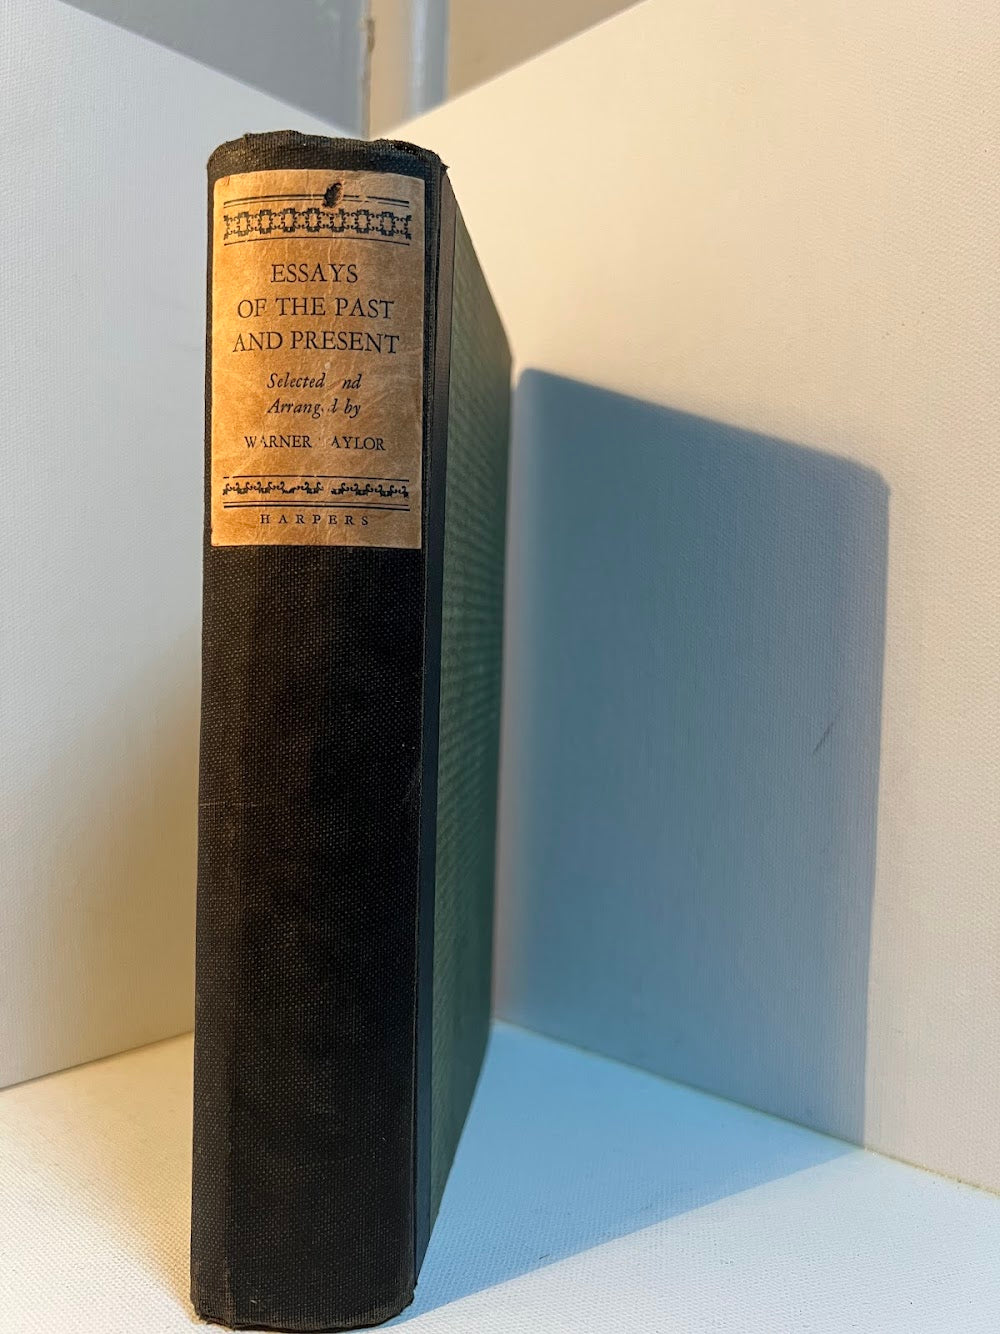 ESSAYS
OF THE PAST
AND PRESENT
Selected nd
Arrang d by
WARNER AYLOR
HARPERS